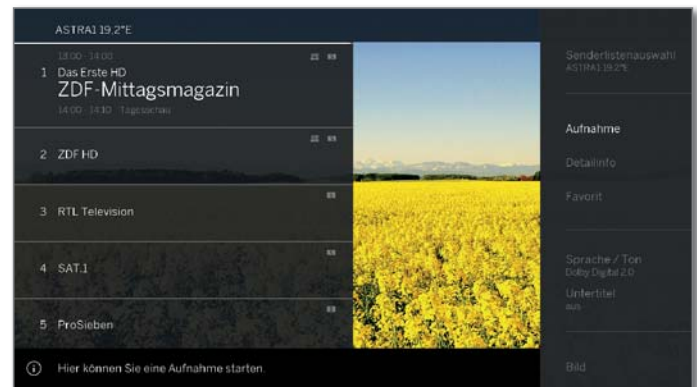 ASTRA1 19,2°E
13:00 - 14:00
1 Das Erste HD
ZDF-Mittagsmagazin
14:00 - 14:10 Tagesschau
2 ZDF HD
3 RTL Television
4 SAT.1
5 ProSieben
Hier können Sie eine Aufnahme starten.
Senderlistenauswahl
ASTRA1 19,2°E
Aufnahme
Detailinfo
Favorit
Sprache / Ton
Dolby Digital 2.0
Untertitel
aus
Bild